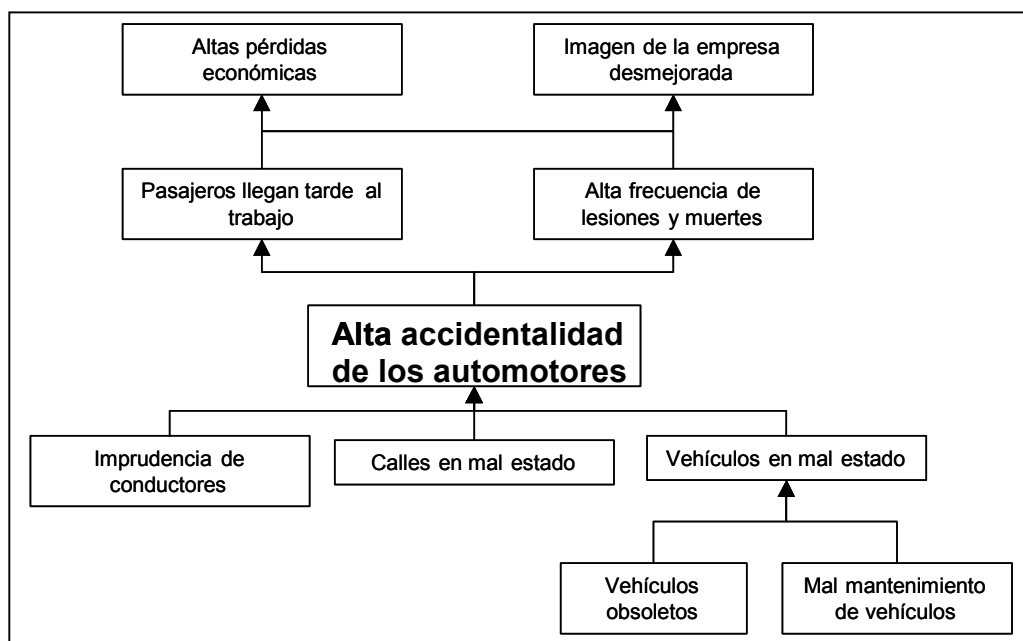 Altas pérdidas
económicas
Imagen de la empresa
desmejorada
Pasajeros llegan tarde al
trabajo
Alta frecuencia de
lesiones y muertes
Alta accidentalidad
de los automotores
Imprudencia de
conductores
Calles en mal estado
Vehículos en mal estado
Vehículos
obsoletos
Mal mantenimiento
de vehículos